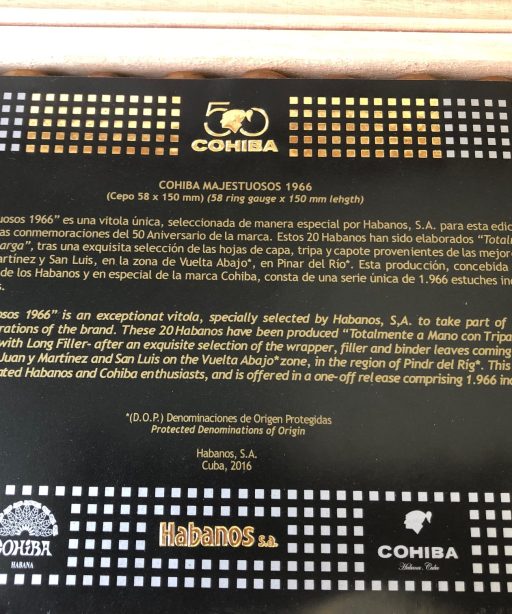 50
COHIBA
COHIBA MAJESTUOSOS 1966
(Cepo 58 x 150 mm) (58 ring gauge x 150 mm lehgth)
uosos 1966" es una vitola única, seleccionada de manera especial por Habanos, S.A. para esta edic
as conmemoraciones del 50 Aniversario de la marca. Estos 20 Habanos han sido elaborados "Total
arga", tras una exquisita selección de las hojas de capa, tripa y capote provenientes de las mejor
artínez y San Luis, en la zona de Vuelta Abajo*, en Pinar del Río*. Esta producción, concebida
de los Habanos y en especial de la marca Cohiba, consta de una serie única de 1.966 estuches in
s.
sos 1966" is an exceptionat vitola, specially selected by Habanos, S,A. to take part of
rations of the brand. These 20 Habanos have been produced "Totalmente a Mano con Tripa
with Long Filler- after an exquisite selection of the wrapper, filler and binder leaves coming
Juan y Martínez and San Luis on the Vuelta Abajo* zone, in the region of Pindr del Ríg*. This
ated Habanos and Cohiba enthusiasts, and is offered in a one-off release comprising 1.966 in
*(D.O.P.) Denominaciones de Origen Protegidas
Protected Denominations of Origin
Habanos, S.A.
Cuba, 2016
COHIBA
HABANA
Habanos s.a.
COHIBA
Habana, Cuba